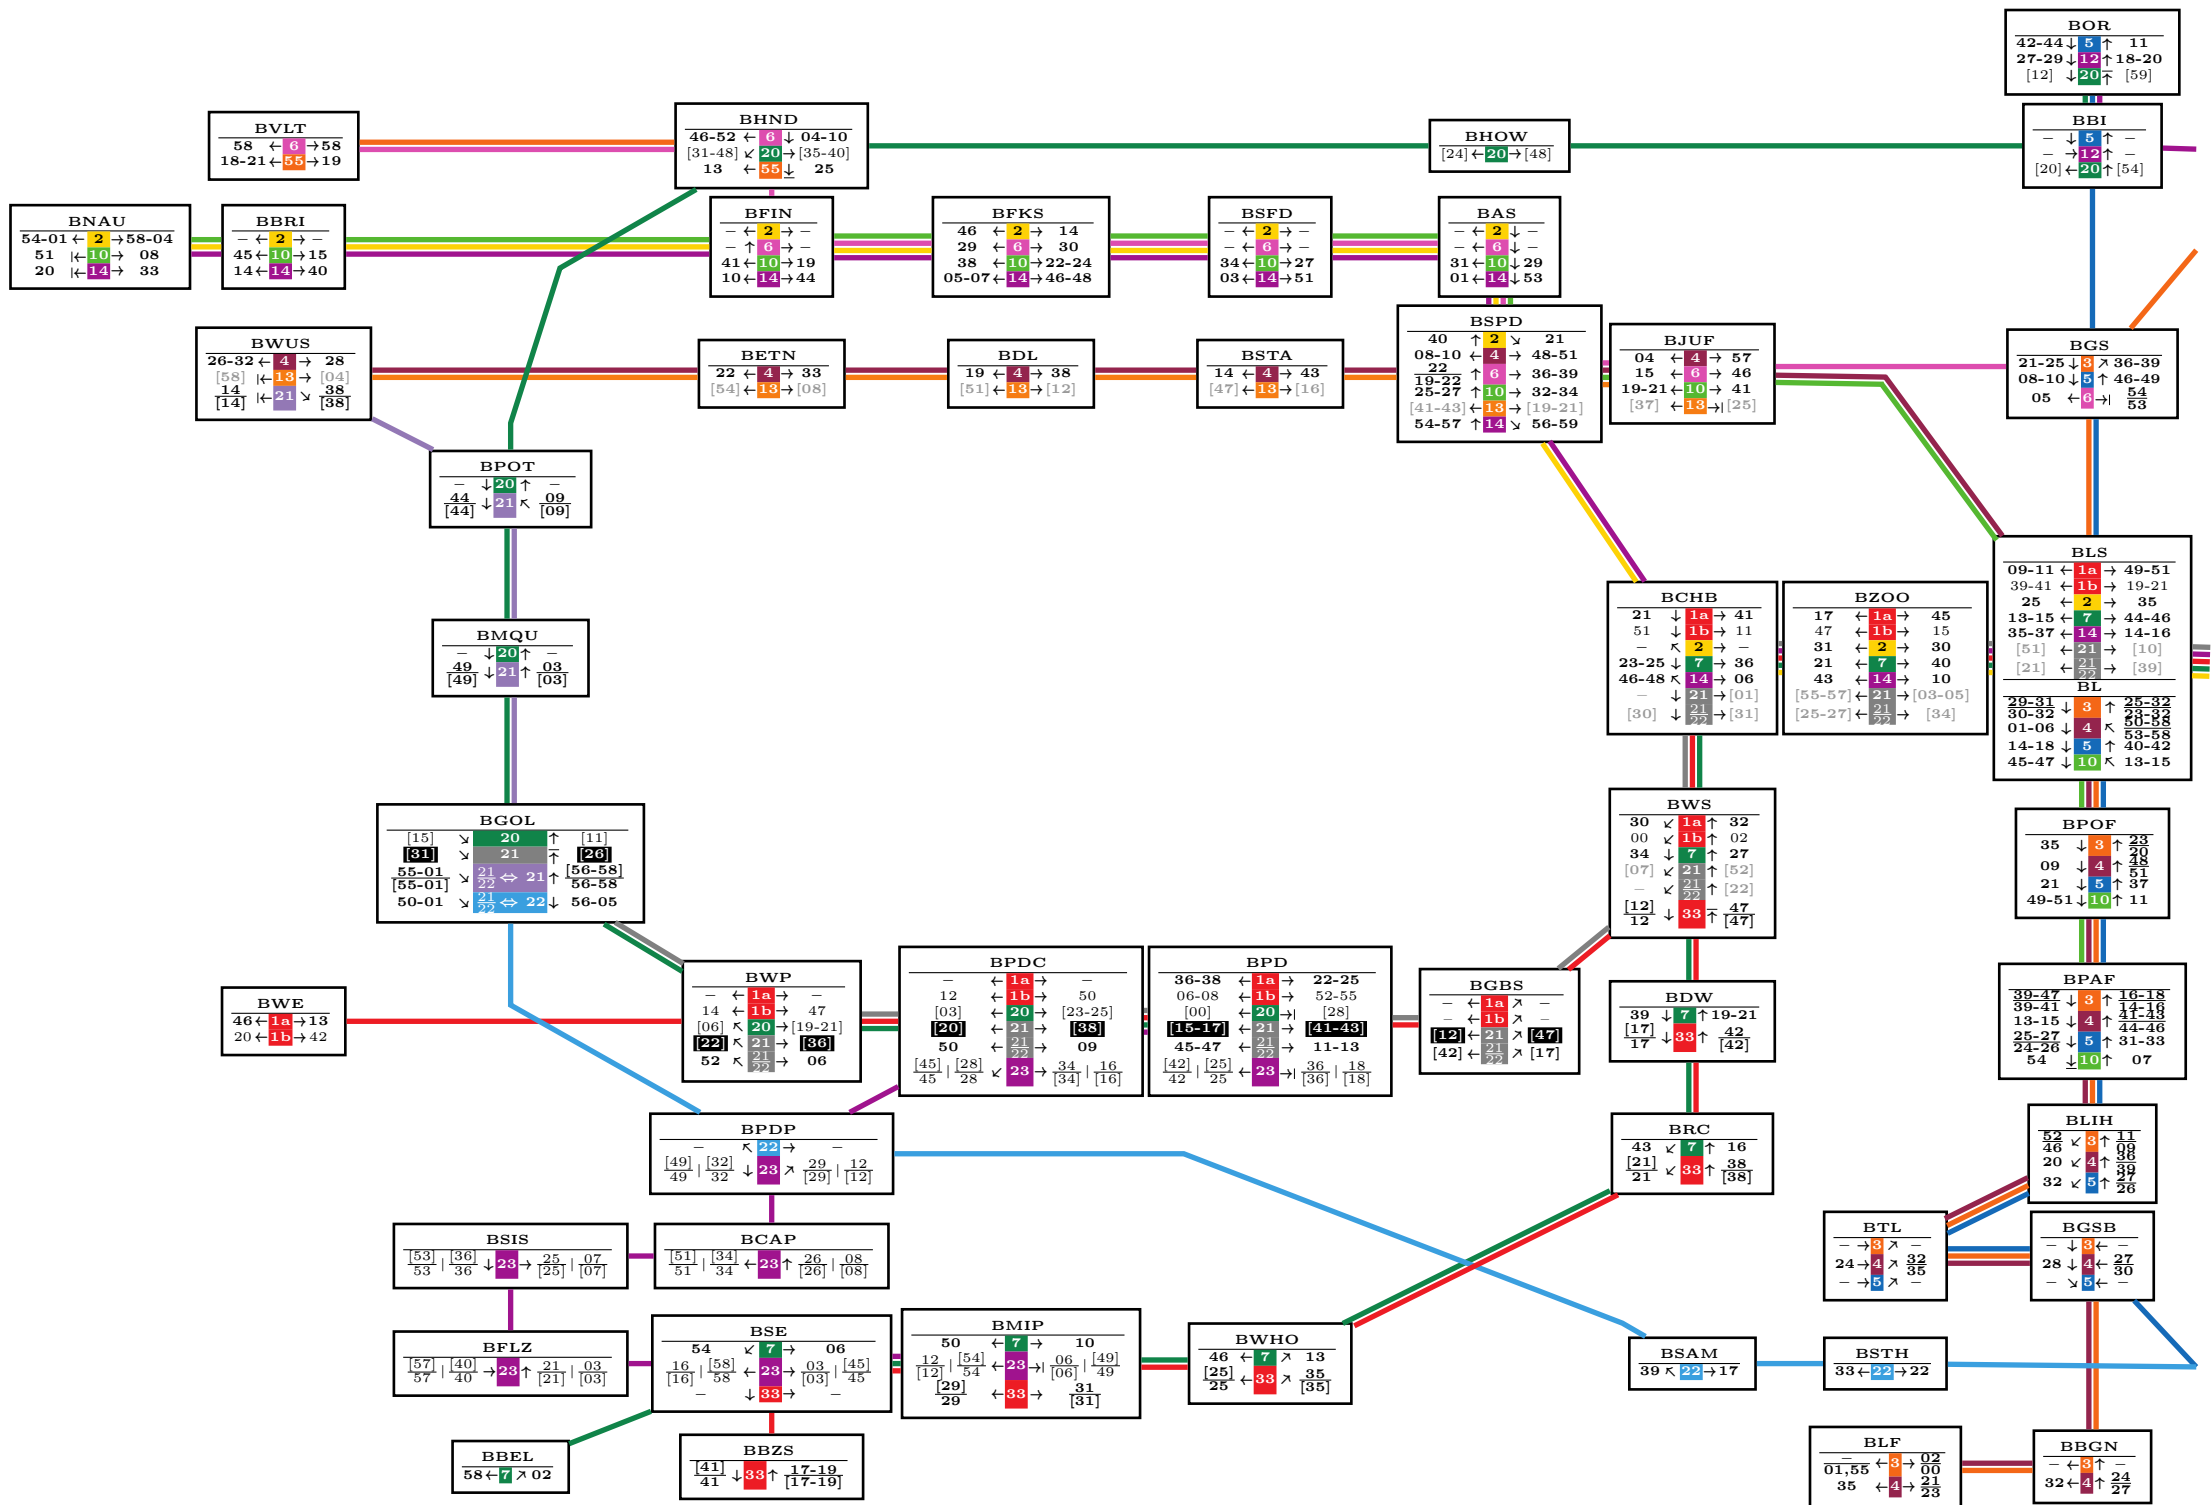 BOR
42-44 ↓ 5 ↑ 11
27-29 ↓ 12 ↑ 18-20
[12] ↓ 20 ↑ [59]
BVLT
58 ← 6 → 58
18-21 ← 55 → 19
BHND
46-52 ← 6 ↓ 04-10
[31-48] ↙ 20 → [35-40]
13 ← 55 ↓ 25
BHOW
[24] ← 20 → [48]
BBI
– ↓ 5 ↑ –
– → 12 ↑ –
[20] ← 20 ↑ [54]
BNAU
54-01 ← 2 → 58-04
51 |← 10 → 08
20 |← 14 → 33
BBRI
– ← 2 → –
45 ← 10 → 15
14 ← 14 → 40
BFIN
– ← 2 → –
– ↑ 6 → –
41 ← 10 → 19
10 ← 14 → 44
BFKS
46 ← 2 → 14
29 ← 6 → 30
38 ← 10 → 22-24
05-07 ← 14 → 46-48
BSFD
– ← 2 → –
– ← 6 → –
34 ← 10 → 27
03 ← 14 → 51
BAS
– ← 2 ↓ –
– ← 6 ↓ –
31 ← 10 ↓ 29
01 ← 14 ↓ 53
BWUS
26-32 ← 4 → 28
[58] |← 13 → [04]
14 / [14] |← 21 ↘ 38 / [38]
BETN
22 ← 4 → 33
[54] ← 13 → [08]
BDL
19 ← 4 → 38
[51] ← 13 → [12]
BSTA
14 ← 4 → 43
[47] ← 13 → [16]
BSPD
40 ↑ 2 ↘ 21
08-10 ← 4 → 48-51
22 / 19-22 ↑ 6 → 36-39
25-27 ↑ 10 → 32-34
[41-43] ← 13 → [19-21]
54-57 ↑ 14 ↘ 56-59
BJUF
04 ← 4 → 57
15 ← 6 → 46
19-21 ← 10 → 41
[37] ← 13 →| [25]
BGS
21-25 ↓ 3 ↗ 36-39
08-10 ↓ 5 ↑ 46-49
05 ← 6 →| 54 / 53
BPOT
– ↓ 20 ↑ –
44 / [44] ↓ 21 ↖ 09 / [09]
BLS
09-11 ← 1a → 49-51
39-41 ← 1b → 19-21
25 ← 2 → 35
13-15 ← 7 → 44-46
35-37 ← 14 → 14-16
[51] ← 21 → [10]
[21] ← 21 / 22 → [39]
BL
29-31 / 30-32 ↓ 3 ↑ 25-32 / 23-32
01-06 ↓ 4 ↖ 50-58 / 53-58
14-18 ↓ 5 ↑ 40-42
45-47 ↓ 10 ↖ 13-15
BCHB
21 ↓ 1a → 41
51 ↓ 1b → 11
– ↖ 2 → –
23-25 ↓ 7 → 36
46-48 ↖ 14 → 06
– ↓ 21 → [01]
[30] ↓ 21 / 22 → [31]
BZOO
17 ← 1a → 45
47 ← 1b → 15
31 ← 2 → 30
21 ← 7 → 40
43 ← 14 → 10
[55-57] ← 21 → [03-05]
[25-27] ← 21 / 22 → [34]
BMQU
– ↓ 20 ↑ –
49 / [49] ↓ 21 ↑ 03 / [03]
BGOL
[15] ↘ 20 ↑ [11]
[31] ↘ 21 ↑ [26]
55-01 / [55-01] ↘ 21 / 22 ⇔ 21 ↑ [56-58] / 56-58
50-01 ↘ 21 / 22 ⇔ 22 ↓ 56-05
BWS
30 ↙ 1a ↑ 32
00 ↙ 1b ↑ 02
34 ↓ 7 ↑ 27
[07] ↙ 21 ↑ [52]
– ↙ 21 / 22 ↑ [22]
[12] / 12 ↓ 33 ↑ 47 / [47]
BPOF
35 ↓ 3 ↑ 23 / 20
09 ↓ 4 ↑ 48 / 51
21 ↓ 5 ↑ 37
49-51 ↓ 10 ↑ 11
BWE
46 ← 1a → 13
20 ← 1b → 42
BWP
– ← 1a → –
14 ← 1b → 47
[06] ↖ 20 → [19-21]
[22] ↖ 21 → [36]
52 ↖ 21 / 22 → 06
BPDC
– ← 1a → –
12 ← 1b → 50
[03] ← 20 → [23-25]
[20] ← 21 → [38]
50 ← 21 / 22 → 09
[45] / 45 | [28] / 28 ↙ 23 → 34 / [34] | 16 / [16]
BPD
36-38 ← 1a → 22-25
06-08 ← 1b → 52-55
[00] ← 20 →| [28]
[15-17] ← 21 → [41-43]
45-47 ← 21 / 22 → 11-13
[42] / 42 | [25] / 25 ← 23 →| 36 / [36] | 18 / [18]
BGBS
– ← 1a ↗ –
– ← 1b ↗ –
[12] ← 21 ↗ [47]
[42] ← 21 / 22 ↗ [17]
BDW
39 ↓ 7 ↑ 19-21
[17] / 17 ↓ 33 ↑ 42 / [42]
BPAF
39-47 / 39-41 ↓ 3 ↑ 16-18 / 14-16
13-15 ↓ 4 ↑ 41-43 / 44-46
25-27 / 24-26 ↓ 5 ↑ 31-33
54 ↓ 10 ↑ 07
BPDP
– ↖ 22 → –
[49] / 49 | [32] / 32 ↓ 23 ↗ 29 / [29] | 12 / [12]
BRC
43 ↙ 7 ↑ 16
[21] / 21 ↙ 33 ↑ 38 / [38]
BLIH
52 / 46 ↙ 3 ↑ 11 / 09
20 ↙ 4 ↑ 36 / 39
32 ↙ 5 ↑ 27 / 26
BSIS
[53] / 53 | [36] / 36 ↓ 23 → 25 / [25] | 07 / [07]
BCAP
[51] / 51 | [34] / 34 ← 23 ↑ 26 / [26] | 08 / [08]
BTL
– → 3 ↗ –
24 → 4 ↗ 32 / 35
– → 5 ↗ –
BGSB
– ↓ 3 ← –
28 ↓ 4 ← 27 / 30
– ↘ 5 ← –
BFLZ
[57] / 57 | [40] / 40 → 23 ↑ 21 / [21] | 03 / [03]
BSE
54 ↙ 7 → 06
16 / [16] | [58] / 58 ← 23 → 03 / [03] | [45] / 45
– ↓ 33 → –
BMIP
50 ← 7 → 10
12 / [12] | [54] / 54 ← 23 →| 06 / [06] | [49] / 49
[29] / 29 ← 33 → 31 / [31]
BWHO
46 ← 7 ↗ 13
[25] / 25 ← 33 ↗ 35 / [35]
BSAM
39 ↖ 22 → 17
BSTH
33 ← 22 → 22
BBEL
58 ← 7 ↗ 02
BBZS
[41] / 41 ↓ 33 ↑ 17-19 / [17-19]
BLF
– / 01,55 ← 3 → 02 / 00
35 ← 4 → 21 / 23
BBGN
– ← 3 ↑ –
32 ← 4 ↑ 24 / 27